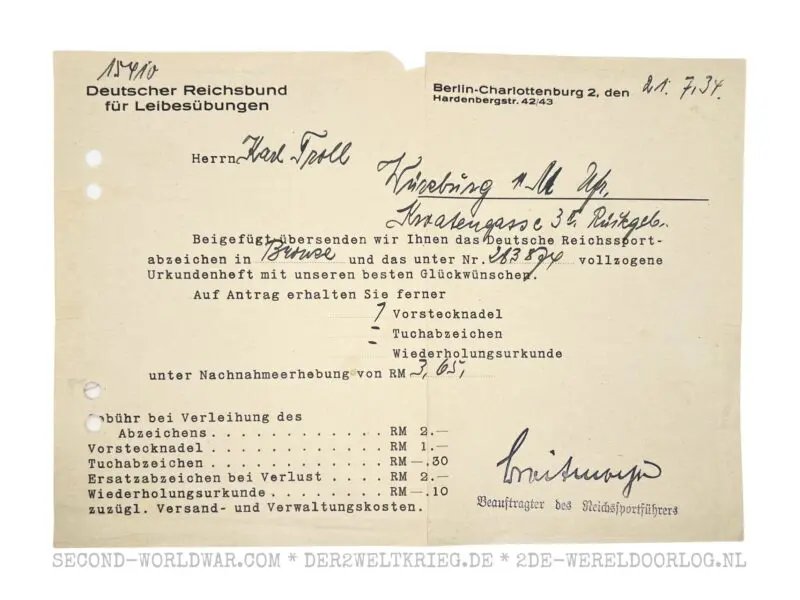 15410
Deutscher Reichsbund
für Leibesübungen
Berlin-Charlottenburg 2, den 21. 7. 34.
Hardenbergstr. 42/43
Herrn Karl Troll
Würzburg
Beigefügt übersenden wir Ihnen das Deutsche Reichssport-
abzeichen in Bronse und das unter Nr. vollzogene
Urkundenheft mit unseren besten Glückwünschen.
Auf Antrag erhalten Sie ferner
1 Vorstecknadel
- Tuchabzeichen
- Wiederholungsurkunde
unter Nachnahmeerhebung von RM 3,65,
Gebühr bei Verleihung des
Abzeichens . . . . . . . . . . . . . RM 2.—
Vorstecknadel . . . . . . . . . . . . RM 1.—
Tuchabzeichen . . . . . . . . . . . . RM —.30
Ersatzabzeichen bei Verlust . . . . RM 2.—
Wiederholungsurkunde . . . . . . . . RM —.10
zuzügl. Versand- und Verwaltungskosten.
Breitmeyer
Beauftragter des Reichssportführers
SECOND-WORLDWAR.COM * DER2WELTKRIEG.DE * 2DE-WERELDOORLOG.NL